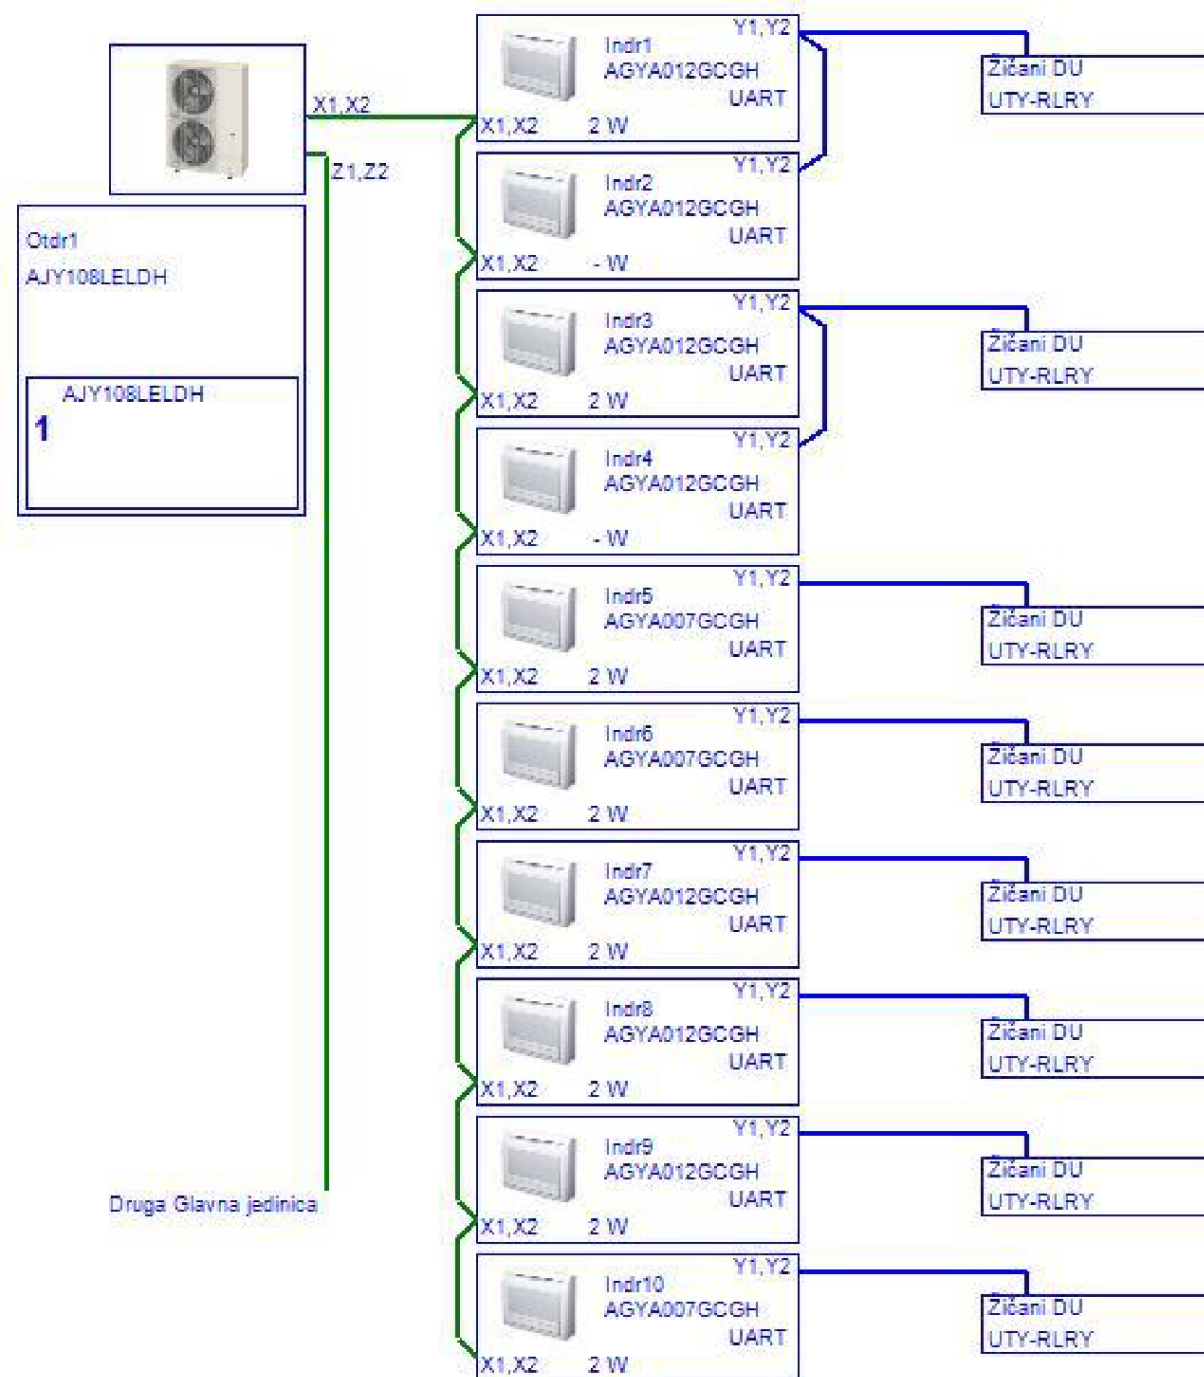 X1,X2
Z1,Z2
Otdr1
AJY108LELDH
AJY108LELDH
1
Druga Glavna jedinica
Y1,Y2
Indr1
AGYA012GCGH
UART
X1,X2 2 W
Žičani DU
UTY-RLRY
Y1,Y2
Indr2
AGYA012GCGH
UART
X1,X2 - W
Y1,Y2
Indr3
AGYA012GCGH
UART
X1,X2 2 W
Žičani DU
UTY-RLRY
Y1,Y2
Indr4
AGYA012GCGH
UART
X1,X2 - W
Y1,Y2
Indr5
AGYA007GCGH
UART
X1,X2 2 W
Žičani DU
UTY-RLRY
Y1,Y2
Indr6
AGYA007GCGH
UART
X1,X2 2 W
Žičani DU
UTY-RLRY
Y1,Y2
Indr7
AGYA012GCGH
UART
X1,X2 2 W
Žičani DU
UTY-RLRY
Y1,Y2
Indr8
AGYA012GCGH
UART
X1,X2 2 W
Žičani DU
UTY-RLRY
Y1,Y2
Indr9
AGYA012GCGH
UART
X1,X2 2 W
Žičani DU
UTY-RLRY
Y1,Y2
Indr10
AGYA007GCGH
UART
X1,X2 2 W
Žičani DU
UTY-RLRY